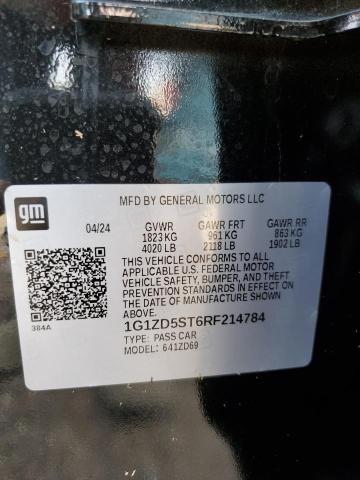 gm
MFD BY GENERAL MOTORS LLC
04/24 GVWR GAWR FRT GAWR RR
1823 KG 961 KG 863 KG
4020 LB 2118 LB 1902 LB
THIS VEHICLE CONFORMS TO ALL
APPLICABLE U.S. FEDERAL MOTOR
VEHICLE SAFETY, BUMPER, AND THEFT
PREVENTION STANDARDS IN EFFECT
ON THE DATE OF MANUFACTURE
SHOWN ABOVE.
384A
1G1ZD5ST6RF214784
TYPE: PASS CAR
MODEL: 641ZD69